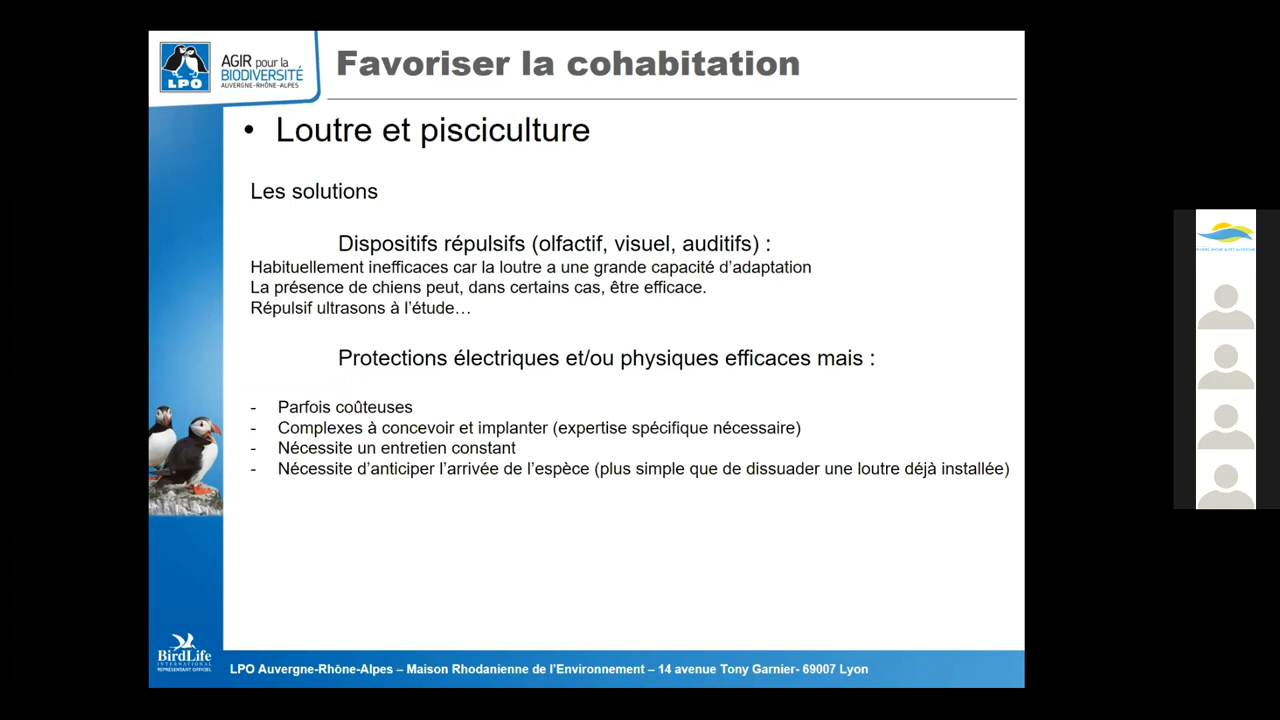 AGIR pour la
BIODIVERSITÉ
AUVERGNE-RHÔNE-ALPES
LPO
Favoriser la cohabitation
• Loutre et pisciculture
Les solutions
Dispositifs répulsifs (olfactif, visuel, auditifs) :
Habituellement inefficaces car la loutre a une grande capacité d’adaptation
La présence de chiens peut, dans certains cas, être efficace.
Répulsif ultrasons à l’étude…
Protections électriques et/ou physiques efficaces mais :
- Parfois coûteuses
- Complexes à concevoir et implanter (expertise spécifique nécessaire)
- Nécessite un entretien constant
- Nécessite d’anticiper l’arrivée de l’espèce (plus simple que de dissuader une loutre déjà installée)
BirdLife
INTERNATIONAL
REPRÉSENTANT OFFICIEL
LPO Auvergne-Rhône-Alpes – Maison Rhodanienne de l’Environnement – 14 avenue Tony Garnier- 69007 Lyon